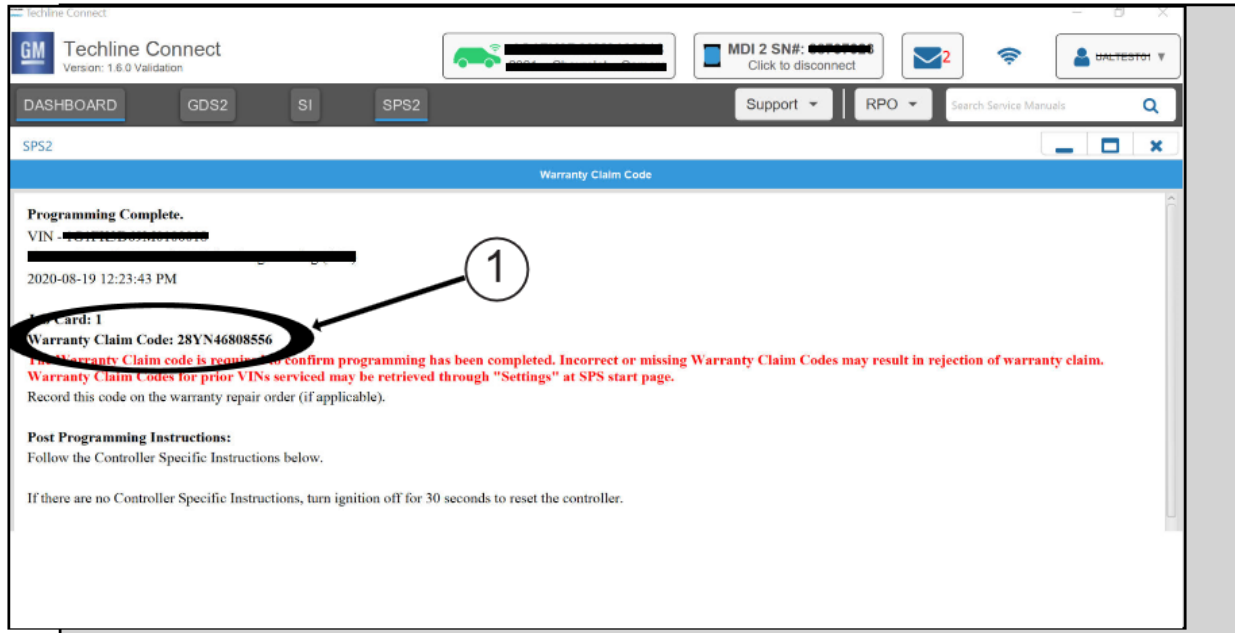 Techline Connect
GM
Techline Connect
Version: 1.6.0 Validation
MDI 2 SN#:
Click to disconnect
2
UALTEST01
DASHBOARD GDS2 SI SPS2 Support RPO Search Service Manuals
SPS2
Warranty Claim Code
Programming Complete.
VIN -
2020-08-19 12:23:43 PM
1
Card: 1
Warranty Claim Code: 28YN46808556
The Warranty Claim code is required to confirm programming has been completed. Incorrect or missing Warranty Claim Codes may result in rejection of warranty claim.
Warranty Claim Codes for prior VINs serviced may be retrieved through "Settings" at SPS start page.
Record this code on the warranty repair order (if applicable).
Post Programming Instructions:
Follow the Controller Specific Instructions below.
If there are no Controller Specific Instructions, turn ignition off for 30 seconds to reset the controller.